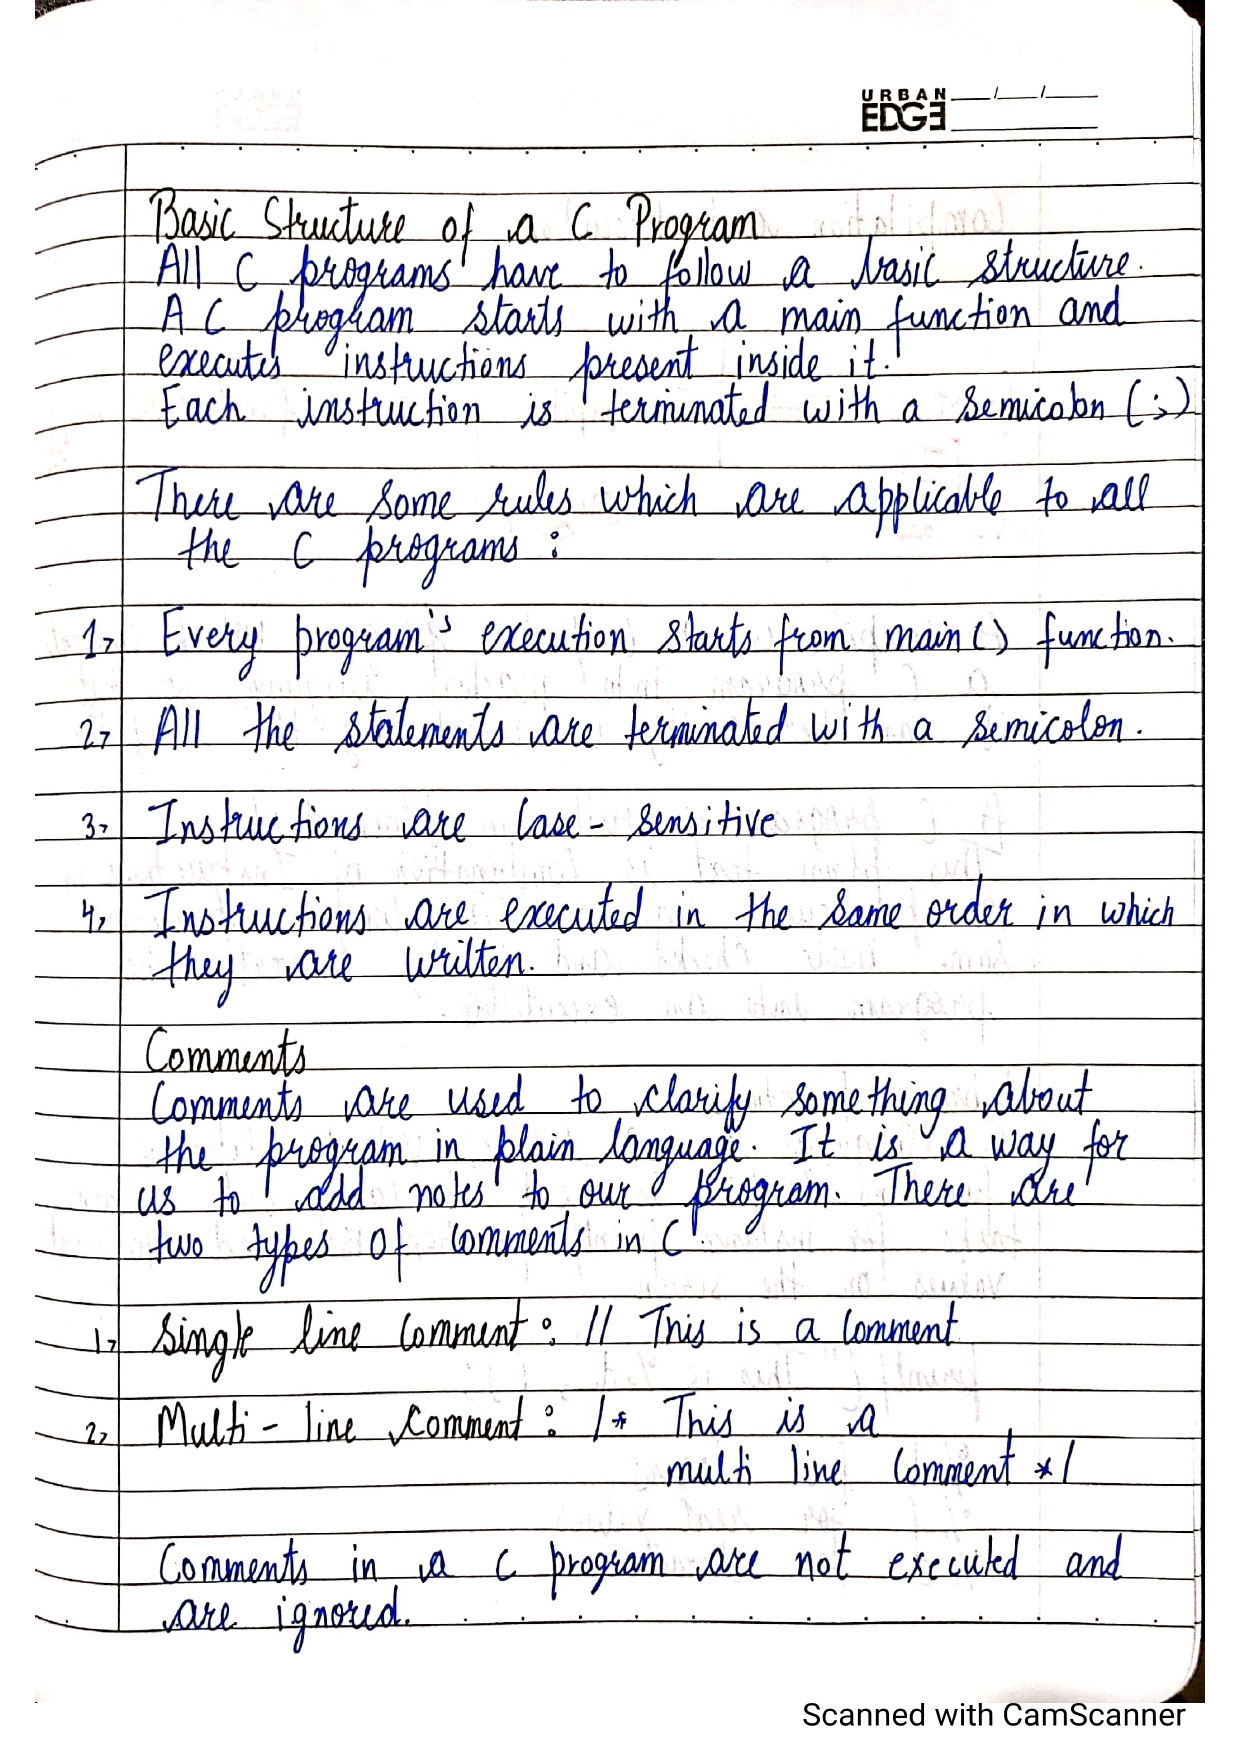 URBAN
EDGE
Basic Structure of a C Program
All C programs have to follow a basic structure.
A C program starts with a main function and
executes instructions present inside it.
Each instruction is terminated with a semicolon (;)
There are some rules which are applicable to all
the C programs :
1> Every program's execution starts from main() function.
2> All the statements are terminated with a semicolon.
3> Instructions are Case - sensitive
4> Instructions are executed in the same order in which
they are written.
Comments
Comments are used to clarify something about
the program in plain language. It is a way for
us to add notes to our program. There are
two types of comments in C.
1> Single line Comment : // This is a Comment
2> Multi - line Comment : /* This is a
multi line Comment */
Comments in a C program are not executed and
are ignored.
Scanned with CamScanner